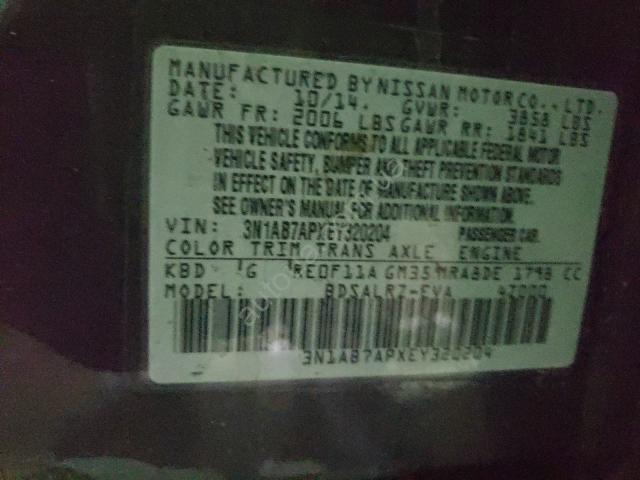 MANUFACTURED BY NISSAN MOTOR CO., LTD.
DATE: 10/14. GVWR: 3858 LBS
GAWR FR: 2006 LBS GAWR RR: 1841 LBS
THIS VEHICLE CONFORMS TO ALL APPLICABLE FEDERAL MOTOR
VEHICLE SAFETY, BUMPER AND THEFT PREVENTION STANDARDS
IN EFFECT ON THE DATE OF MANUFACTURE SHOWN ABOVE.
SEE OWNER'S MANUAL FOR ADDITIONAL INFORMATION.
VIN: 3N1AB7APXEY320204 PASSENGER CAR.
COLOR TRIM TRANS AXLE ENGINE
KBD G RE0F11A GM35 MRA8DE 1798 CC
MODEL: BDSALRZ-EVA
3N1AB7APXEY320204